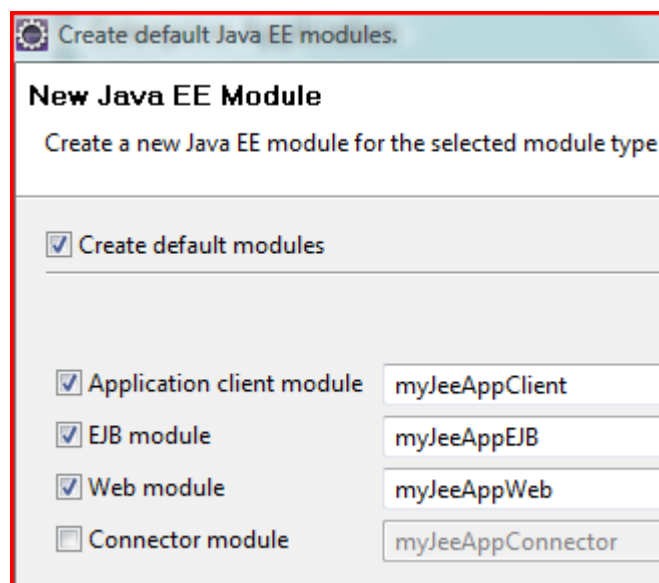 Create default Java EE modules.
New Java EE Module
Create a new Java EE module for the selected module type
Create default modules
Application client module myJeeAppClient
EJB module myJeeAppEJB
Web module myJeeAppWeb
Connector module myJeeAppConnector